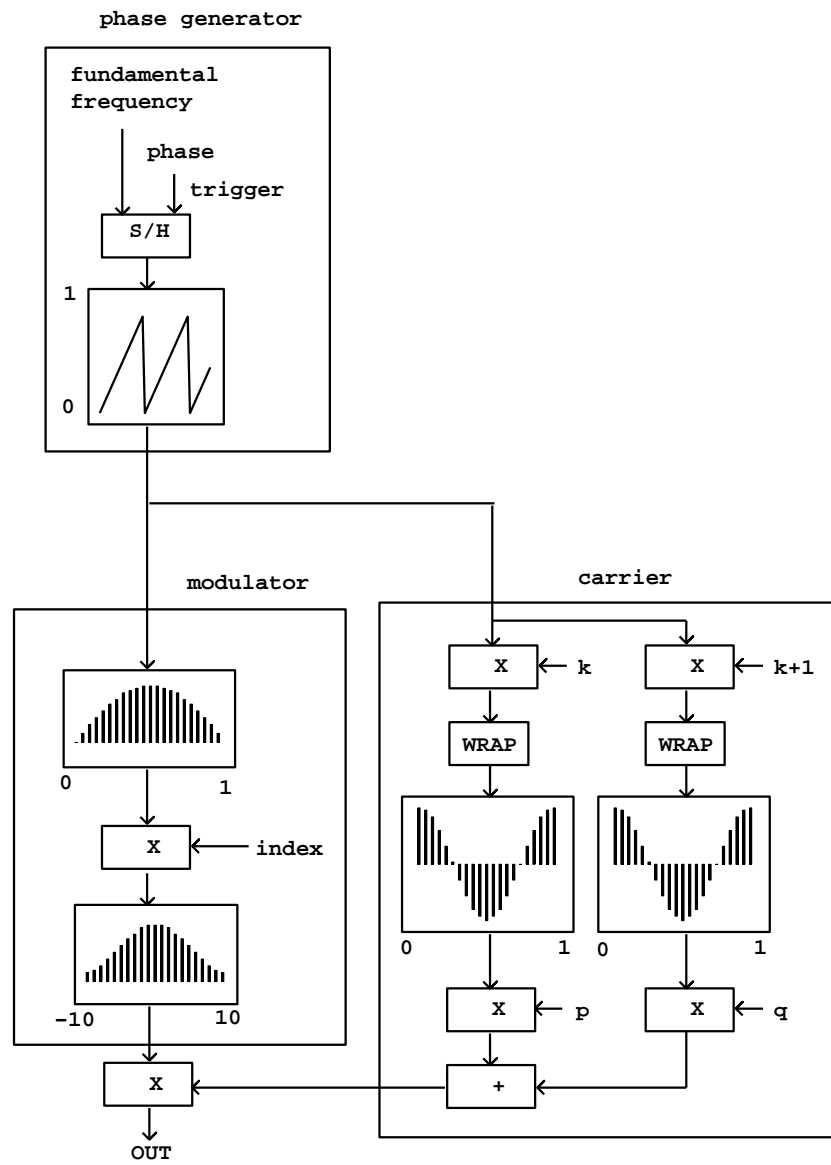 phase generator
fundamental
frequency
phase
trigger
S/H
1
0
modulator
carrier
X
k
X
k+1
WRAP
WRAP
0
1
X
index
0
1
0
1
−10
10
X
p
X
q
X
+
OUT